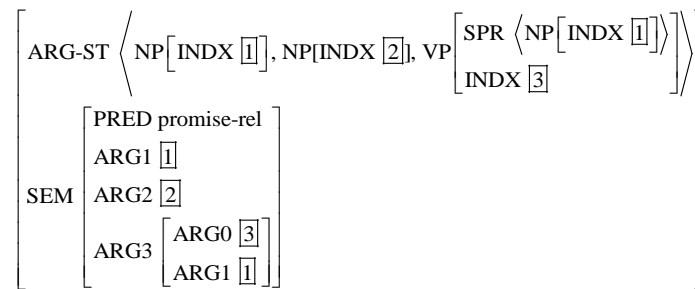 ARG-ST ⟨NP[INDX 1], NP[INDX 2], VP[SPR ⟨NP[INDX 1]⟩
INDX 3]⟩
SEM [PRED promise-rel
ARG1 1
ARG2 2
ARG3 [ARG0 3
ARG1 1]]